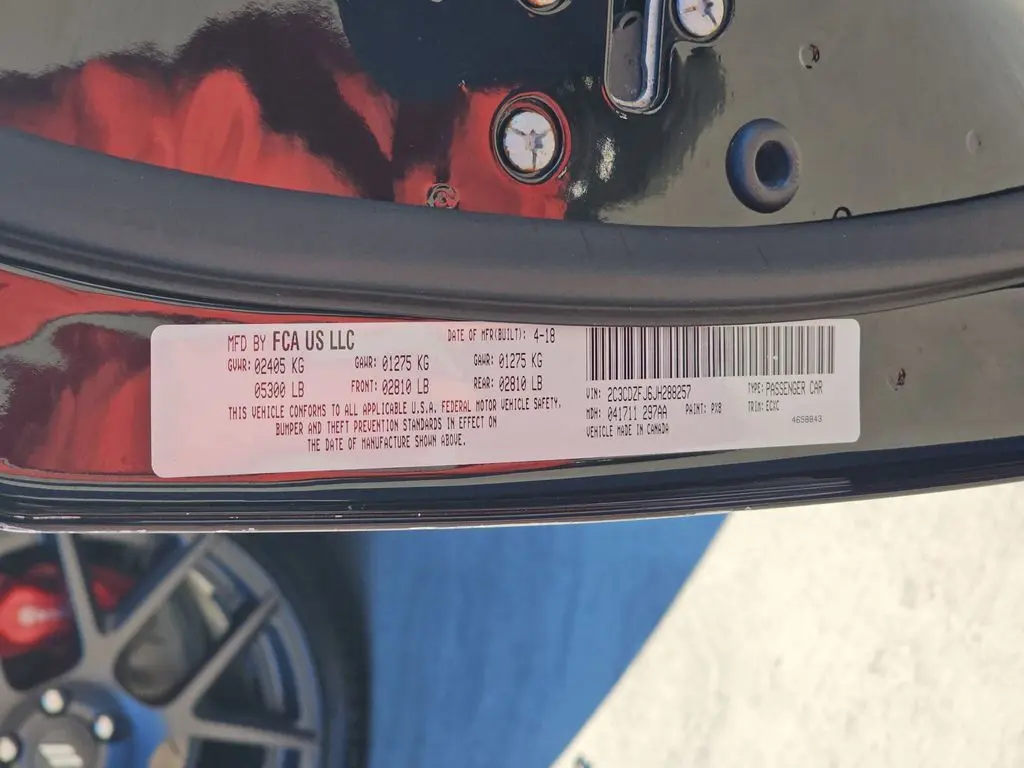 MFD BY FCA US LLC DATE OF MFR(BUILT): 4-18
GVWR: 02405 KG GAWR: 01275 KG GAWR: 01275 KG
05300 LB FRONT: 02810 LB REAR: 02810 LB
THIS VEHICLE CONFORMS TO ALL APPLICABLE U.S.A. FEDERAL MOTOR VEHICLE SAFETY,
BUMPER AND THEFT PREVENTION STANDARDS IN EFFECT ON
THE DATE OF MANUFACTURE SHOWN ABOVE.
VIN: 2C3CDZFJ6JH288257 TYPE: PASSENGER CAR
MDH: 041711 297AA PAINT: PX8 TRIM: ECXC
VEHICLE MADE IN CANADA 4658843